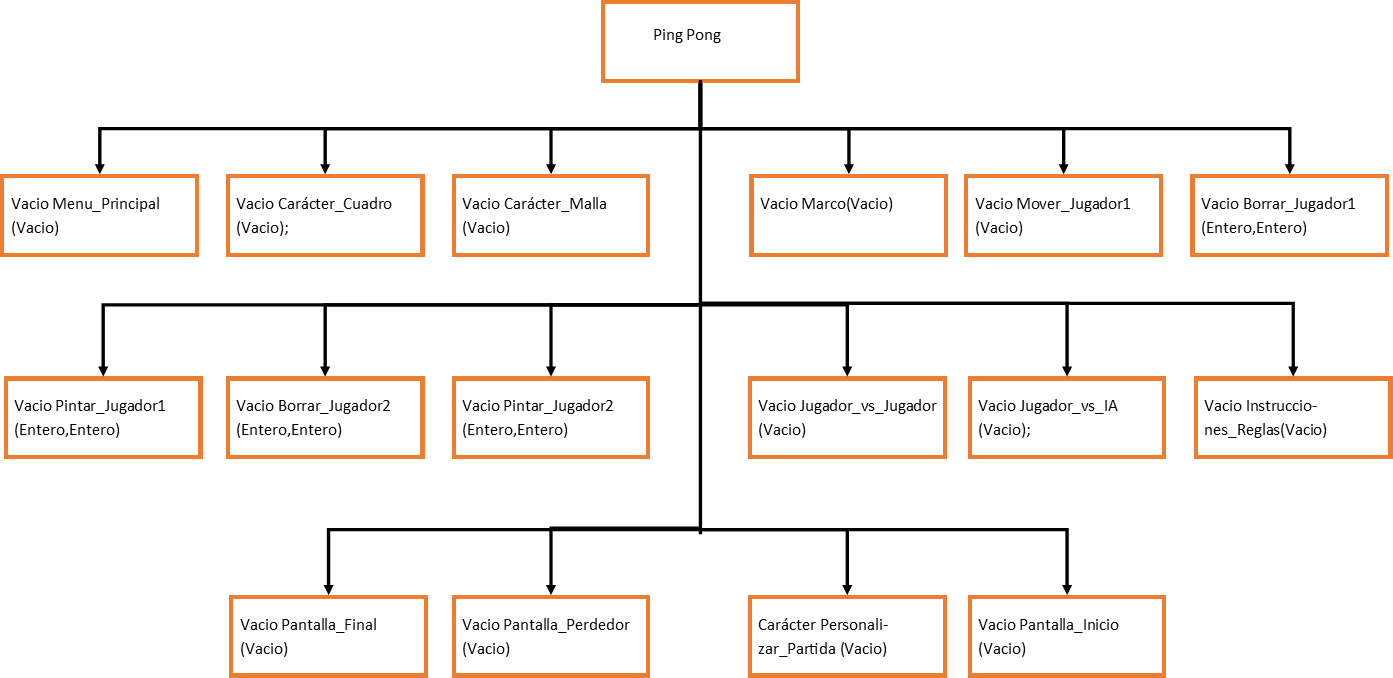 Ping Pong
Vacio Menu_Principal
(Vacio)
Vacio Carácter_Cuadro
(Vacio);
Vacio Carácter_Malla
(Vacio)
Vacio Marco(Vacio)
Vacio Mover_Jugador1
(Vacio)
Vacio Borrar_Jugador1
(Entero,Entero)
Vacio Pintar_Jugador1
(Entero,Entero)
Vacio Borrar_Jugador2
(Entero,Entero)
Vacio Pintar_Jugador2
(Entero,Entero)
Vacio Jugador_vs_Jugador
(Vacio)
Vacio Jugador_vs_IA
(Vacio);
Vacio Instruccio-
nes_Reglas(Vacio)
Vacio Pantalla_Final
(Vacio)
Vacio Pantalla_Perdedor
(Vacio)
Carácter Personali-
zar_Partida (Vacio)
Vacio Pantalla_Inicio
(Vacio)